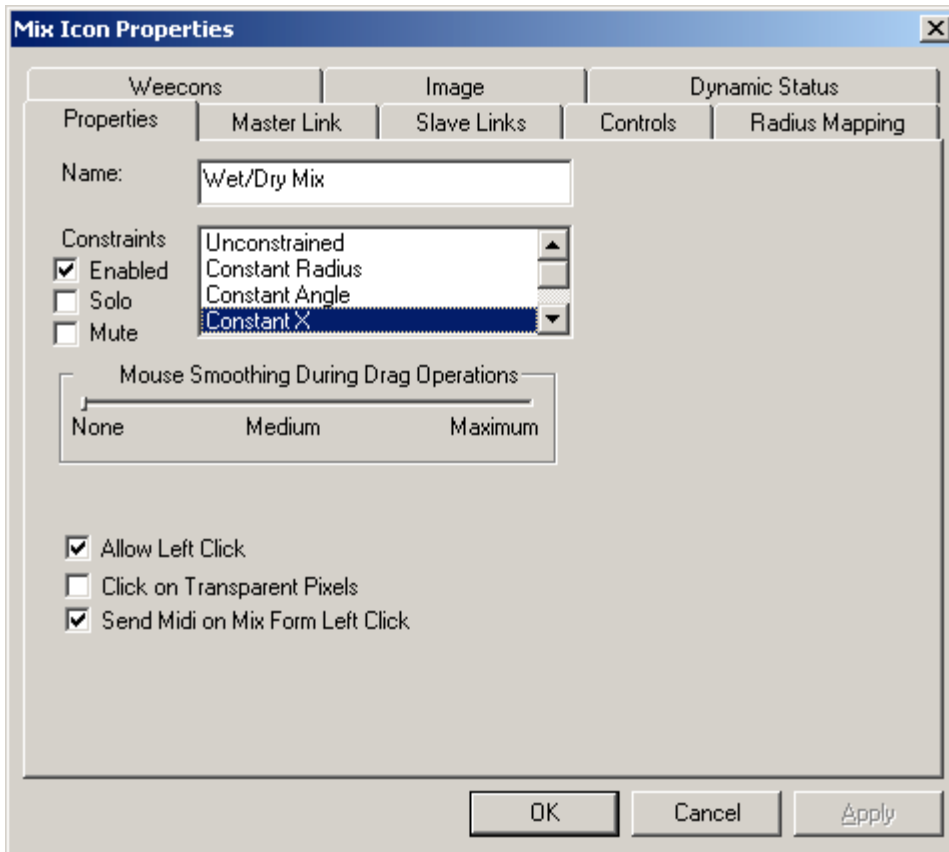 Mix Icon Properties
Weecons Image Dynamic Status
Properties Master Link Slave Links Controls Radius Mapping
Name: Wet/Dry Mix
Constraints
Enabled
Solo
Mute
Unconstrained
Constant Radius
Constant Angle
Constant X
Mouse Smoothing During Drag Operations
None Medium Maximum
Allow Left Click
Click on Transparent Pixels
Send Midi on Mix Form Left Click
OK Cancel Apply